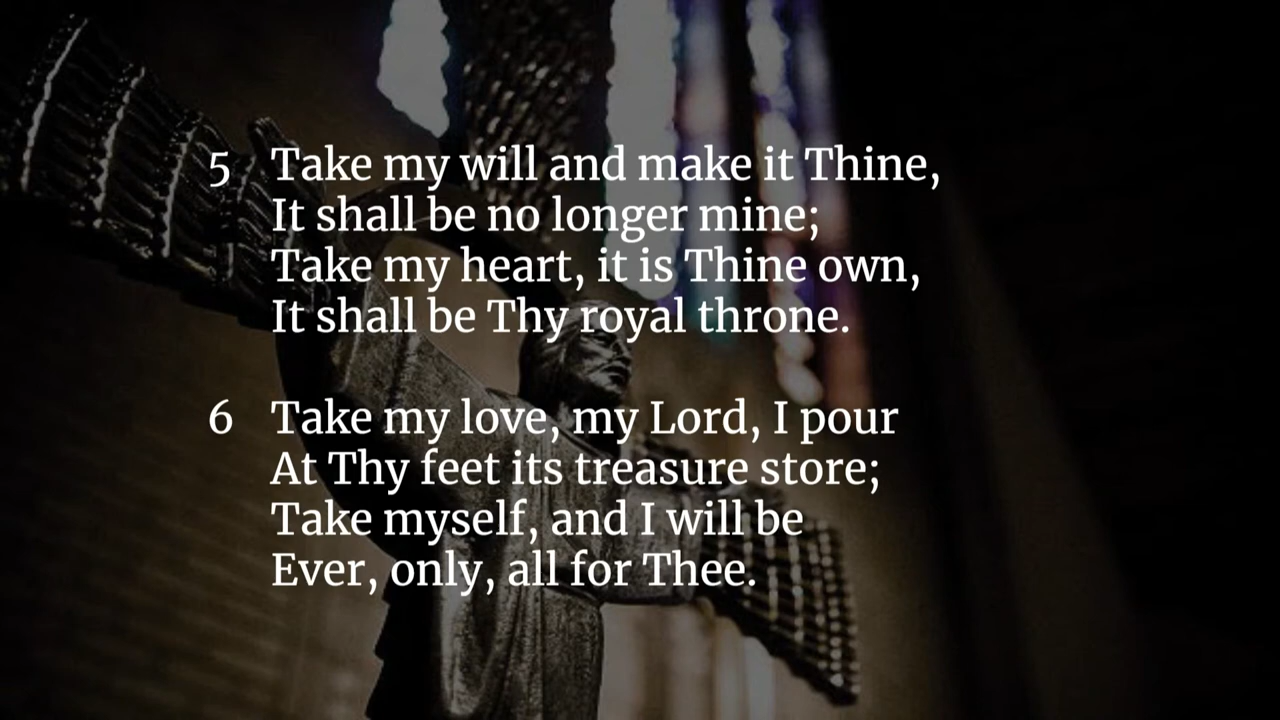 5 Take my will and make it Thine,
It shall be no longer mine;
Take my heart, it is Thine own,
It shall be Thy royal throne.
6 Take my love, my Lord, I pour
At Thy feet its treasure store;
Take myself, and I will be
Ever, only, all for Thee.